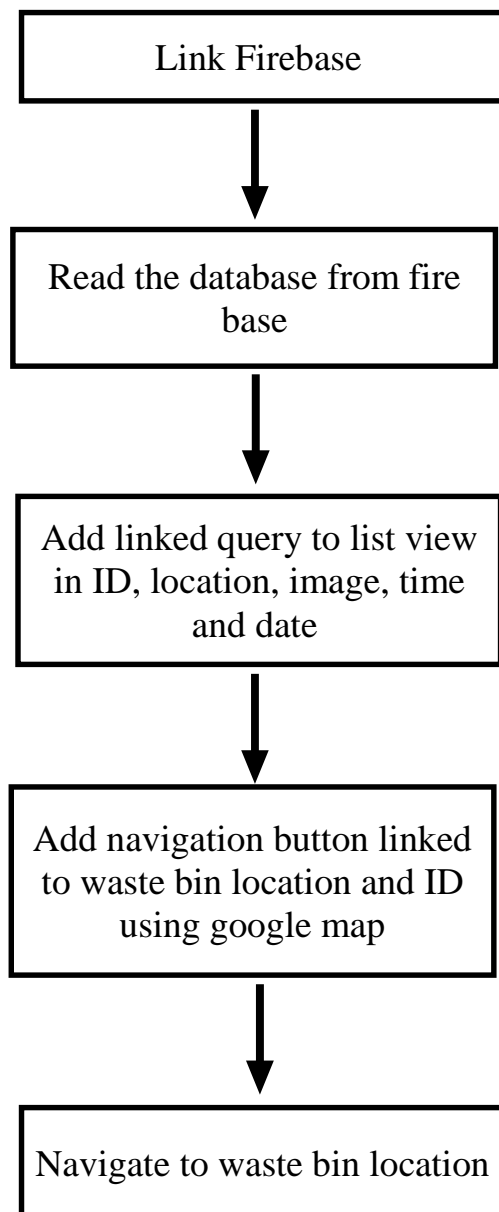 Link Firebase
Read the database from fire
base
Add linked query to list view
in ID, location, image, time
and date
Add navigation button linked
to waste bin location and ID
using google map
Navigate to waste bin location